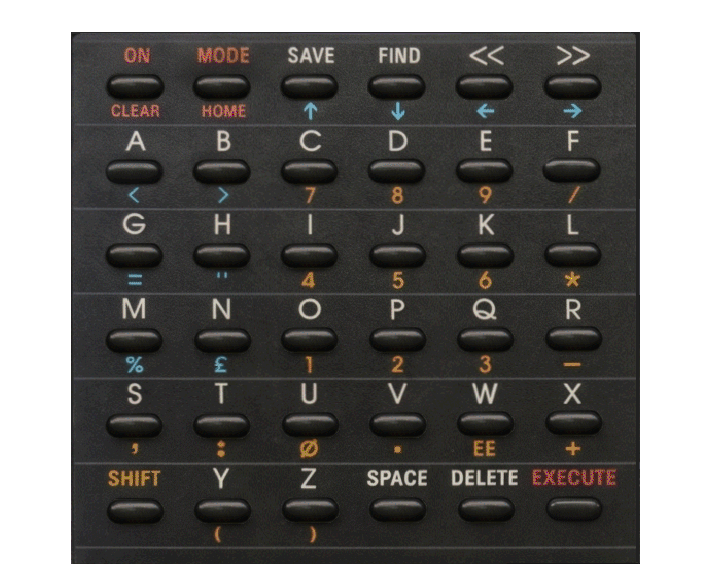 ON MODE SAVE FIND << >>
CLEAR HOME ↑ ↓ ← →
A B C D E F
< > 7 8 9 /
G H I J K L
= " 4 5 6 *
M N O P Q R
% £ 1 2 3 −
S T U V W X
, : Ø . EE +
SHIFT Y Z SPACE DELETE EXECUTE
( )